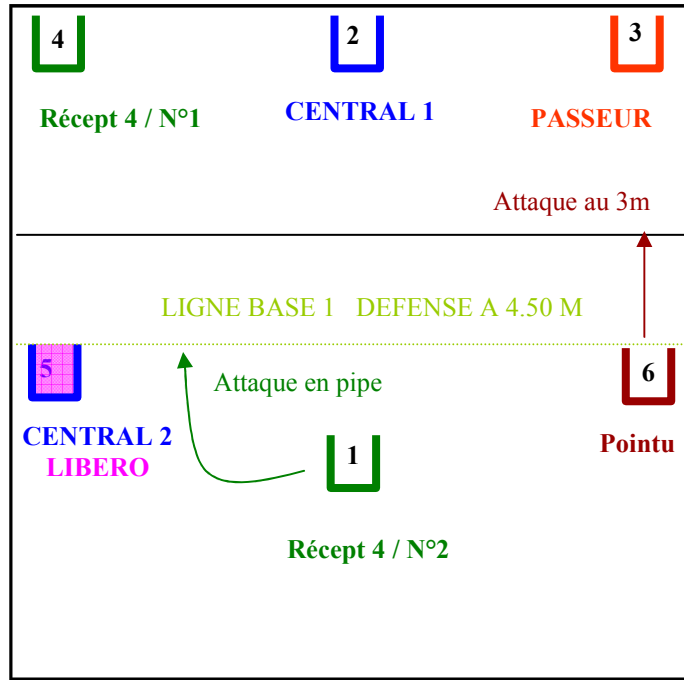 4 2 3
Récept 4 / N°1 CENTRAL 1 PASSEUR
Attaque au 3m
LIGNE BASE 1 DEFENSE A 4.50 M
5 6
Attaque en pipe
CENTRAL 2 Pointu
LIBERO
1
Récept 4 / N°2